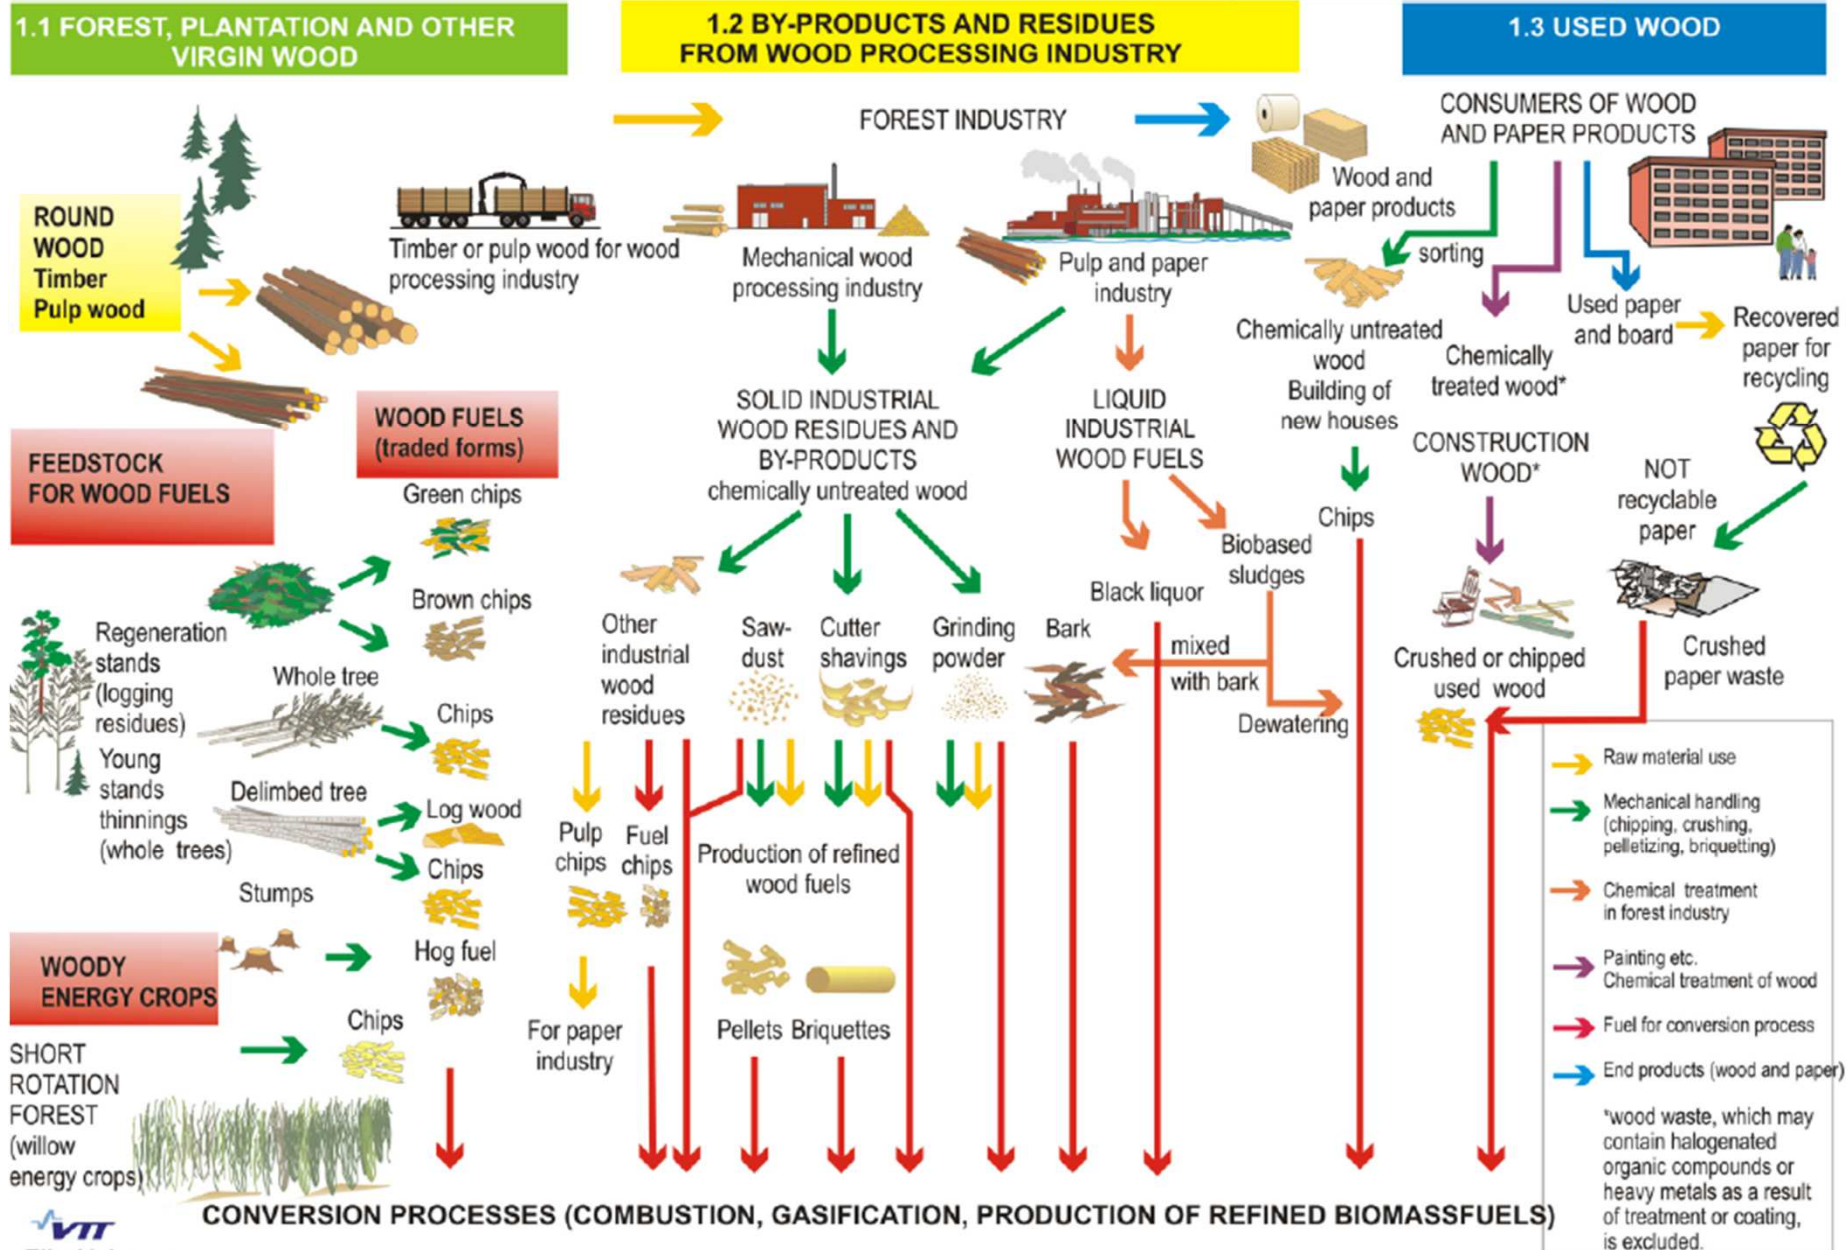 1.1 FOREST, PLANTATION AND OTHER
VIRGIN WOOD
1.2 BY-PRODUCTS AND RESIDUES
FROM WOOD PROCESSING INDUSTRY
1.3 USED WOOD
ROUND
WOOD
Timber
Pulp wood
Timber or pulp wood for wood
processing industry
FEEDSTOCK
FOR WOOD FUELS
WOOD FUELS
(traded forms)
Green chips
Brown chips
Regeneration
stands
(logging
residues)
Whole tree
Chips
Young
stands
thinnings
(whole trees)
Delimbed tree
Log wood
Chips
Stumps
Hog fuel
WOODY
ENERGY CROPS
Chips
SHORT
ROTATION
FOREST
(willow
energy crops)
FOREST INDUSTRY
Mechanical wood
processing industry
Pulp and paper
industry
Wood and
paper products
SOLID INDUSTRIAL
WOOD RESIDUES AND
BY-PRODUCTS
chemically untreated wood
LIQUID
INDUSTRIAL
WOOD FUELS
Black liquor
Biobased
sludges
mixed
with bark
Dewatering
Other
industrial
wood
residues
Saw-
dust
Cutter
shavings
Grinding
powder
Bark
Pulp
chips
Fuel
chips
Production of refined
wood fuels
For paper
industry
Pellets
Briquettes
CONSUMERS OF WOOD
AND PAPER PRODUCTS
sorting
Chemically untreated
wood
Building of
new houses
Chips
Chemically
treated wood*
CONSTRUCTION
WOOD*
Crushed or chipped
used wood
Used paper
and board
Recovered
paper for
recycling
NOT
recyclable
paper
Crushed
paper waste
Raw material use
Mechanical handling
(chipping, crushing,
pelletizing, briquetting)
Chemical treatment
in forest industry
Painting etc.
Chemical treatment of wood
Fuel for conversion process
End products (wood and paper)
*wood waste, which may
contain halogenated
organic compounds or
heavy metals as a result
of treatment or coating,
is excluded.
CONVERSION PROCESSES (COMBUSTION, GASIFICATION, PRODUCTION OF REFINED BIOMASSFUELS)
VTT